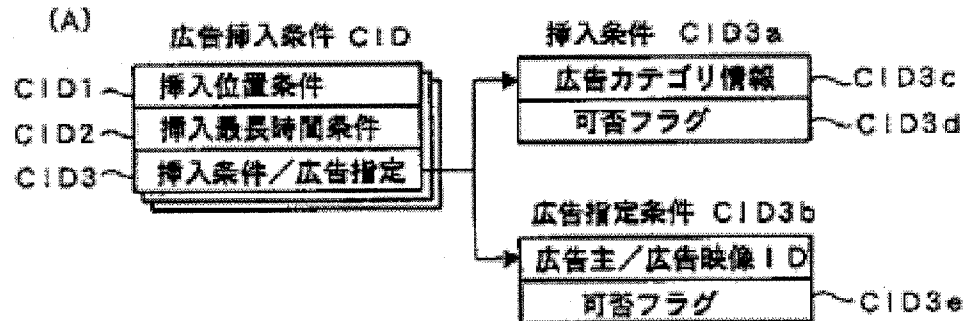 (A)
広告挿入条件 CID
CID1
挿入位置条件
CID2
挿入最長時間条件
CID3
挿入条件/広告指定
挿入条件 CID3a
広告カテゴリ情報
CID3c
可否フラグ
CID3d
広告指定条件 CID3b
広告主/広告映像ID
可否フラグ
CID3e